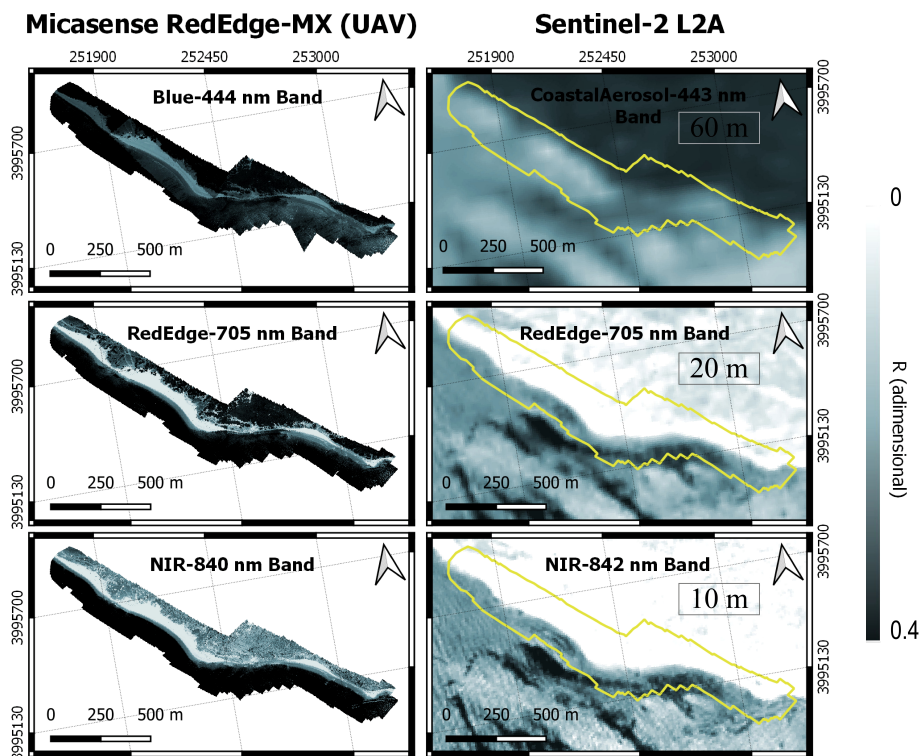 Micasense RedEdge-MX (UAV)
Sentinel-2 L2A
251900 252450 253000
251900 252450 253000
3995700
3995130
Blue-444 nm Band
0 250 500 m
CoastalAerosol-443 nm
Band
60 m
0 250 500 m
3995700
3995130
3995700
3995130
RedEdge-705 nm Band
0 250 500 m
RedEdge-705 nm Band
20 m
0 250 500 m
3995700
3995130
3995700
3995130
NIR-840 nm Band
0 250 500 m
NIR-842 nm Band
10 m
0 250 500 m
3995700
3995130
0
R (adimensional)
0.4